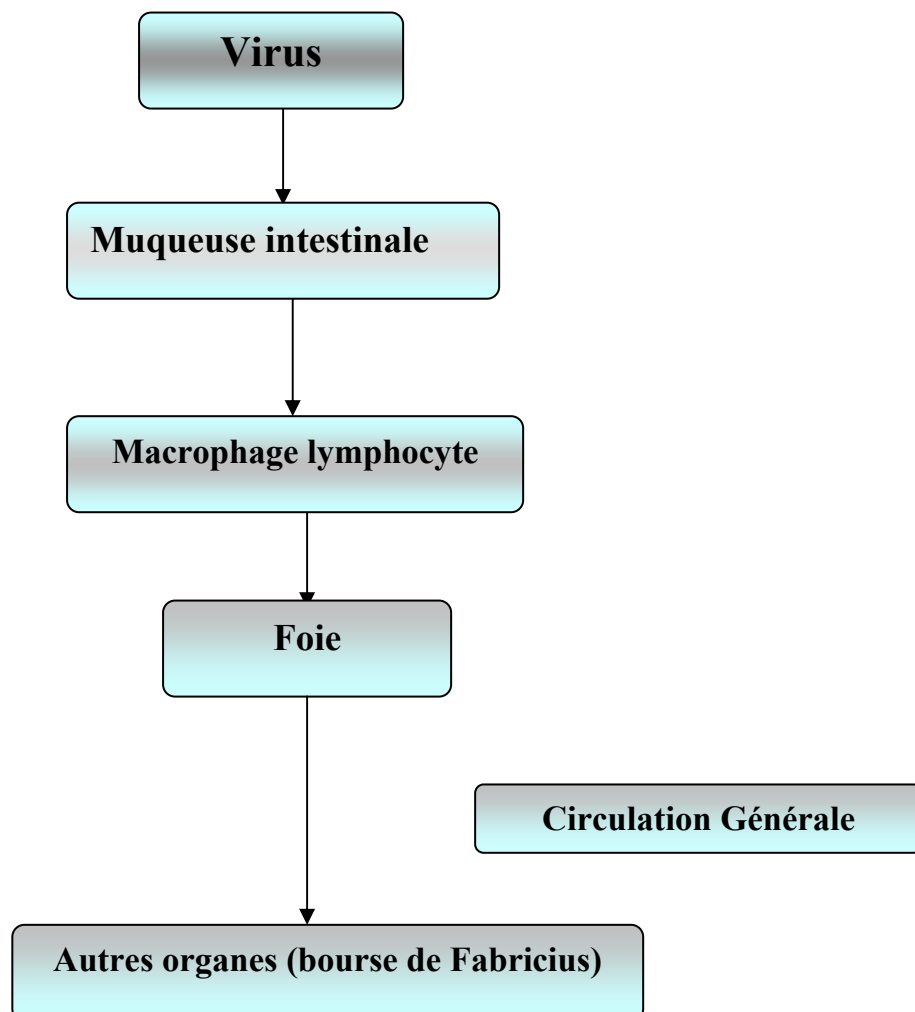 Virus
Muqueuse intestinale
Macrophage lymphocyte
Foie
Circulation Générale
Autres organes (bourse de Fabricius)